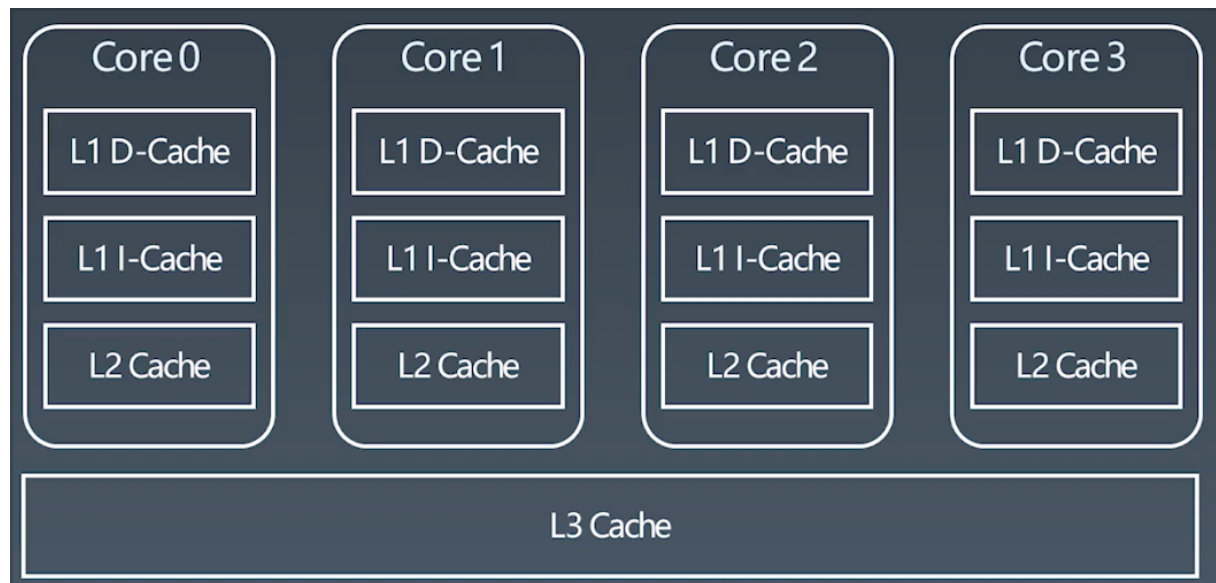 Core 0
L1 D-Cache
L1 I-Cache
L2 Cache
Core 1
L1 D-Cache
L1 I-Cache
L2 Cache
Core 2
L1 D-Cache
L1 I-Cache
L2 Cache
Core 3
L1 D-Cache
L1 I-Cache
L2 Cache
L3 Cache